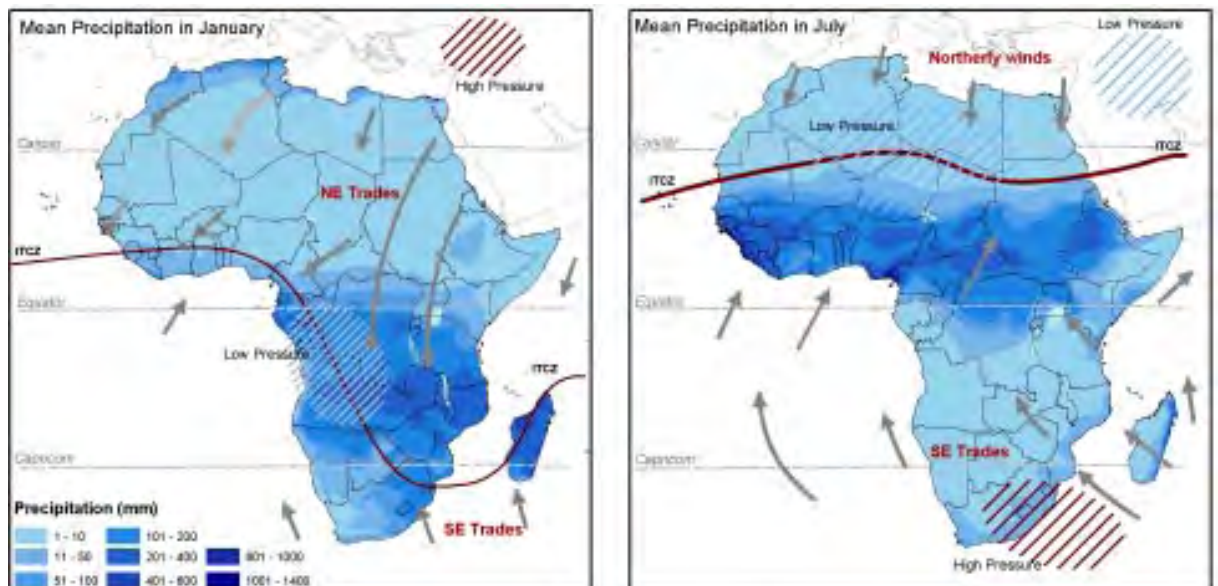 Mean Precipitation in January
High Pressure
Cancer
NE Trades
ITCZ
Equator
Low Pressure
ITCZ
Capricorn
SE Trades
Precipitation (mm)
1 - 10
11 - 50
51 - 100
101 - 200
201 - 400
401 - 600
801 - 1000
1001 - 1400
Mean Precipitation in July
Low Pressure
Northerly winds
Low Pressure
Cancer
ITCZ
ITCZ
Equator
Capricorn
SE Trades
High Pressure